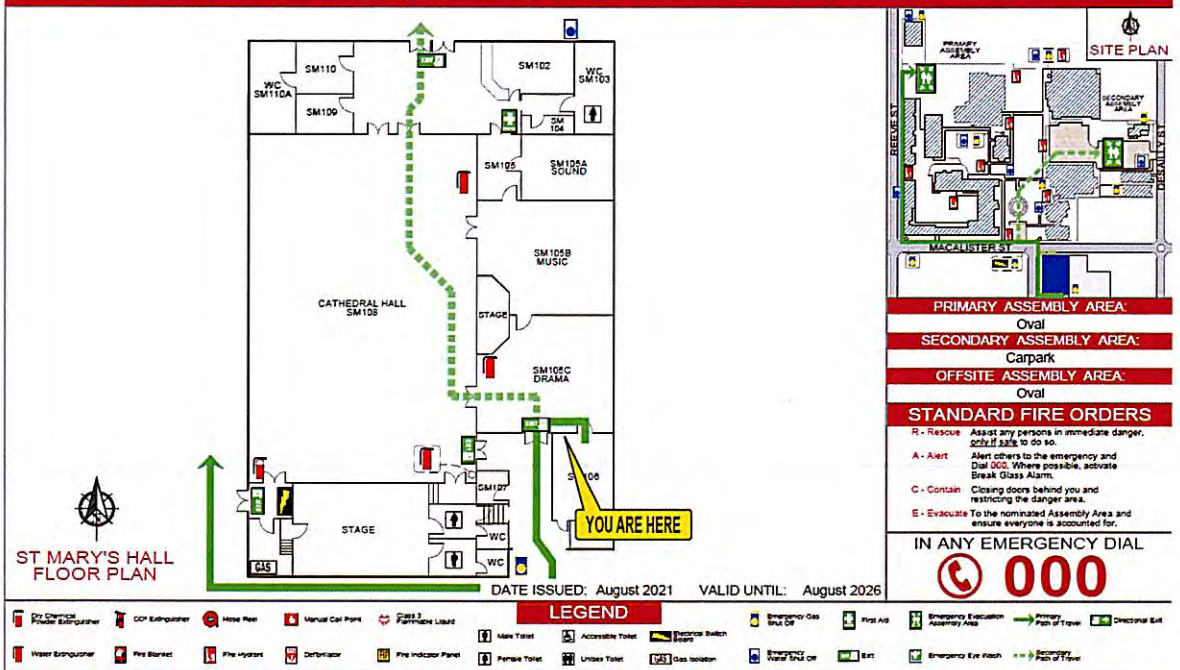 SM110
WC
SM110A
SM109
EXIT
SM102
WC
SM103
SM
104
SM105
SM105A
SOUND
SM105B
MUSIC
CATHEDRAL HALL
SM108
STAGE
SM105C
DRAMA
SM107
YOU ARE HERE
STAGE
WC
WC
GAS
ST MARY'S HALL
FLOOR PLAN
DATE ISSUED: August 2021
VALID UNTIL: August 2026
SITE PLAN
PRIMARY
ASSEMBLY
AREA
SECONDARY
ASSEMBLY
AREA
REEVE ST
DESAILLY ST
MACALISTER ST
PRIMARY ASSEMBLY AREA:
Oval
SECONDARY ASSEMBLY AREA:
Carpark
OFFSITE ASSEMBLY AREA:
Oval
STANDARD FIRE ORDERS
R - Rescue Assist any persons in immediate danger,
only if safe to do so.
A - Alert Alert others to the emergency and
Dial 000. Where possible, activate
Break Glass Alarm.
C - Contain Closing doors behind you and
restricting the danger area.
E - Evacuate To the nominated Assembly Area and
ensure everyone is accounted for.
IN ANY EMERGENCY DIAL
000
LEGEND
Dry Chemical
Powder Extinguisher
CO2 Extinguisher
Hose Reel
Manual Call Point
Class 3
Flammable Liquid
Male Toilet
Accessible Toilet
Electrical Switch
Board
Emergency Gas
Shut Off
First Aid
Emergency Evacuation
Assembly Area
Primary
Path of Travel
Directional Exit
Water Extinguisher
Fire Blanket
Fire Hydrant
Defibrillator
Fire Indicator Panel
Female Toilet
Unisex Toilet
GAS Gas Isolation
Emergency
Water Shut Off
Exit
Emergency Eye Wash
Secondary
Path of Travel